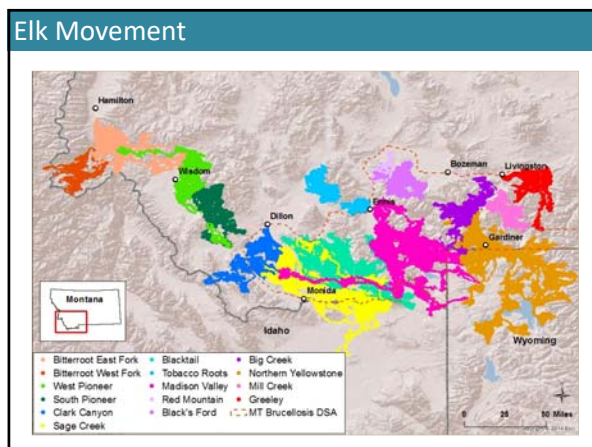 Elk Movement
Hamilton
Wisdom
Bozeman
Livingston
Ennis
Dillon
Gardiner
Monida
Montana
Idaho
Wyoming
Bitterroot East Fork
Bitterroot West Fork
West Pioneer
South Pioneer
Clark Canyon
Sage Creek
Blacktail
Tobacco Roots
Madison Valley
Red Mountain
Black's Ford
Big Creek
Northern Yellowstone
Mill Creek
Greeley
MT Brucellosis DSA
0 25 50 Miles